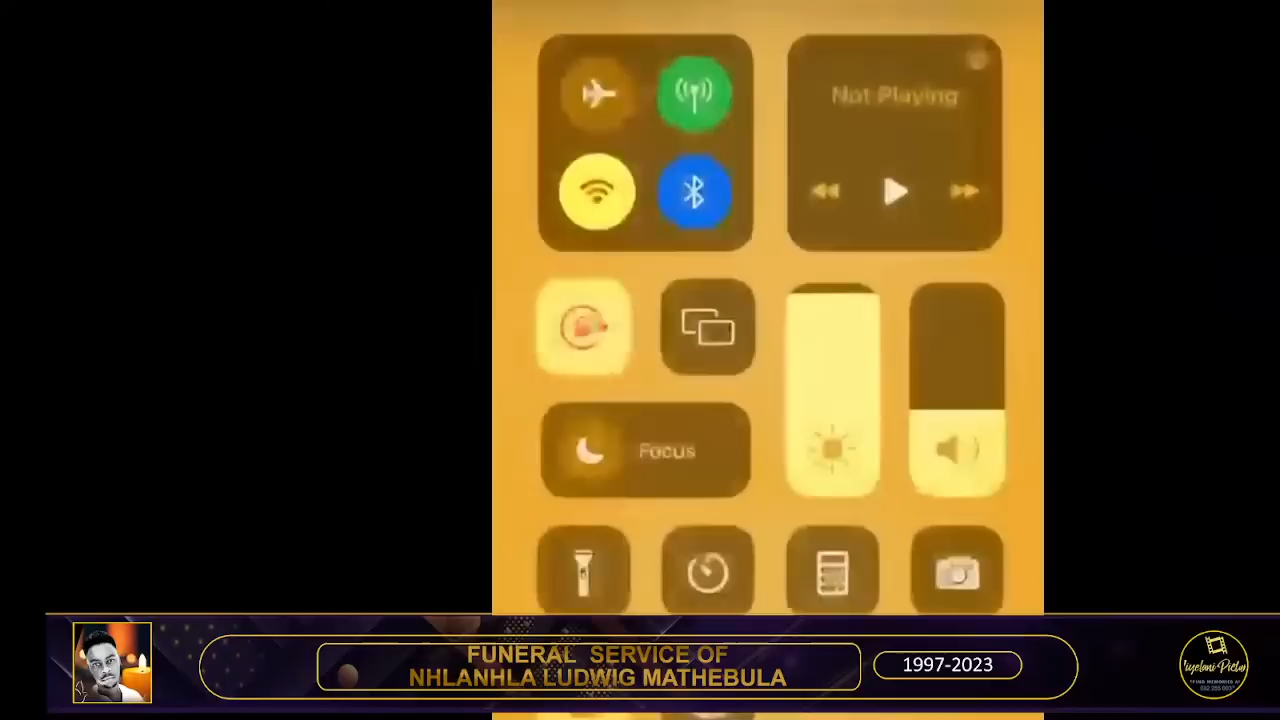 Not Playing
Focus
FUNERAL SERVICE OF
NHLANHLA LUDWIG MATHEBULA
1997-2023